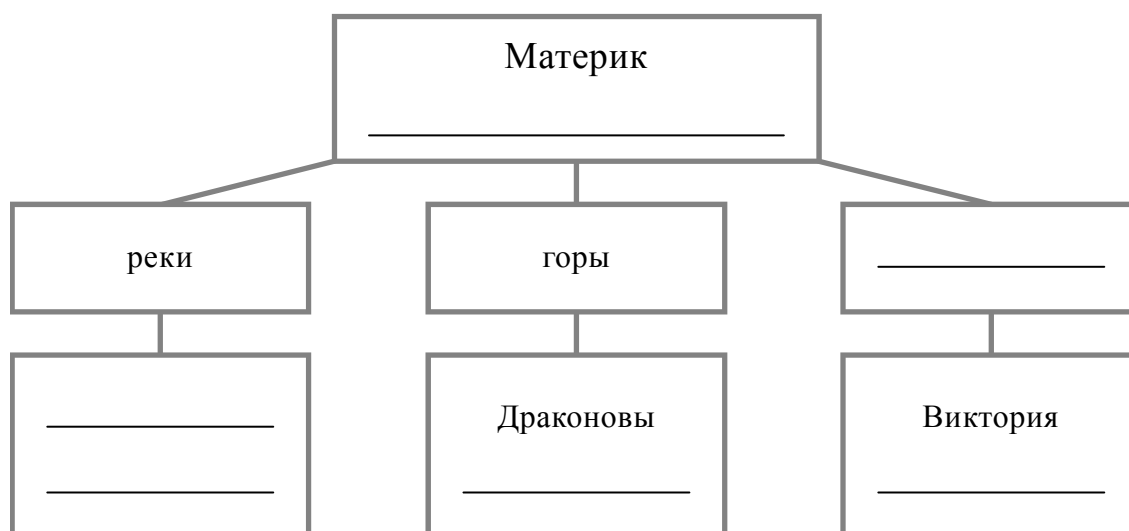 Материк
реки
горы
Драконовы
Виктория